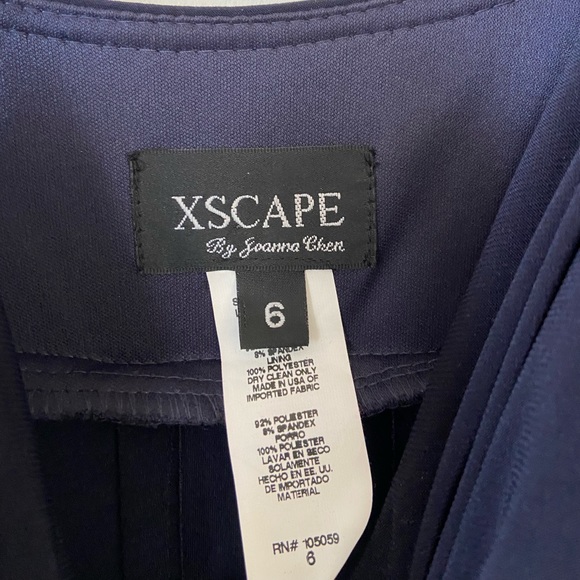 XSCAPE
By Joanna Chen
6
8% SPANDEX
LINING
100% POLYESTER
DRY CLEAN ONLY
MADE IN USA OF
IMPORTED FABRIC
92% POLIESTER
8% SPANDEX
FORRO
100% POLIESTER
LAVAR EN SECO
SOLAMENTE
HECHO EN EE. UU.
DE IMPORTADO
MATERIAL
RN# 105059
6